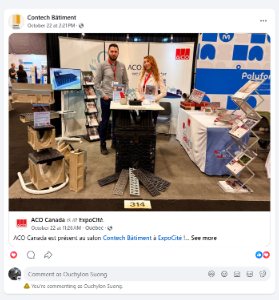 Contech Bâtiment
October 22 at 2:21 PM ·
ACO
ACO
Polyfor
314
ACO Canada at ExpoCité.
October 22 at 11:26 AM · Québec ·
ACO Canada est présent au salon Contech Bâtiment à ExpoCité !... See more
Comment as Ouchylon Suong
You're commenting as Ouchylon Suong.